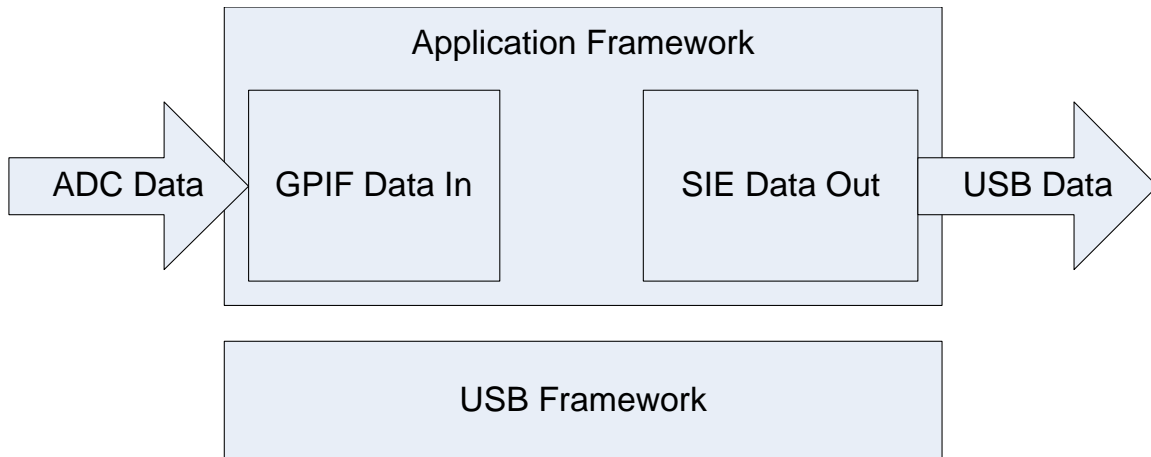 Application Framework
ADC Data
GPIF Data In
SIE Data Out
USB Data
USB Framework